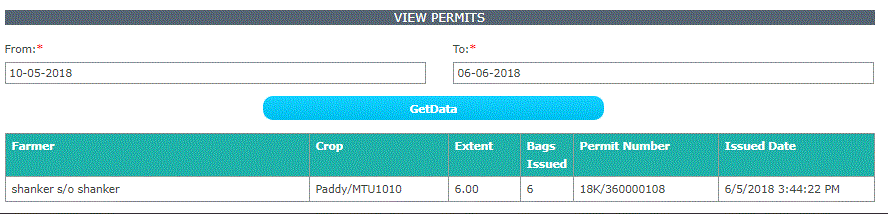 VIEW PERMITS
From:* To:*
10-05-2018 06-06-2018
GetData
Farmer Crop Extent Bags Issued Permit Number Issued Date
shanker s/o shanker Paddy/MTU1010 6.00 6 18K/360000108 6/5/2018 3:44:22 PM